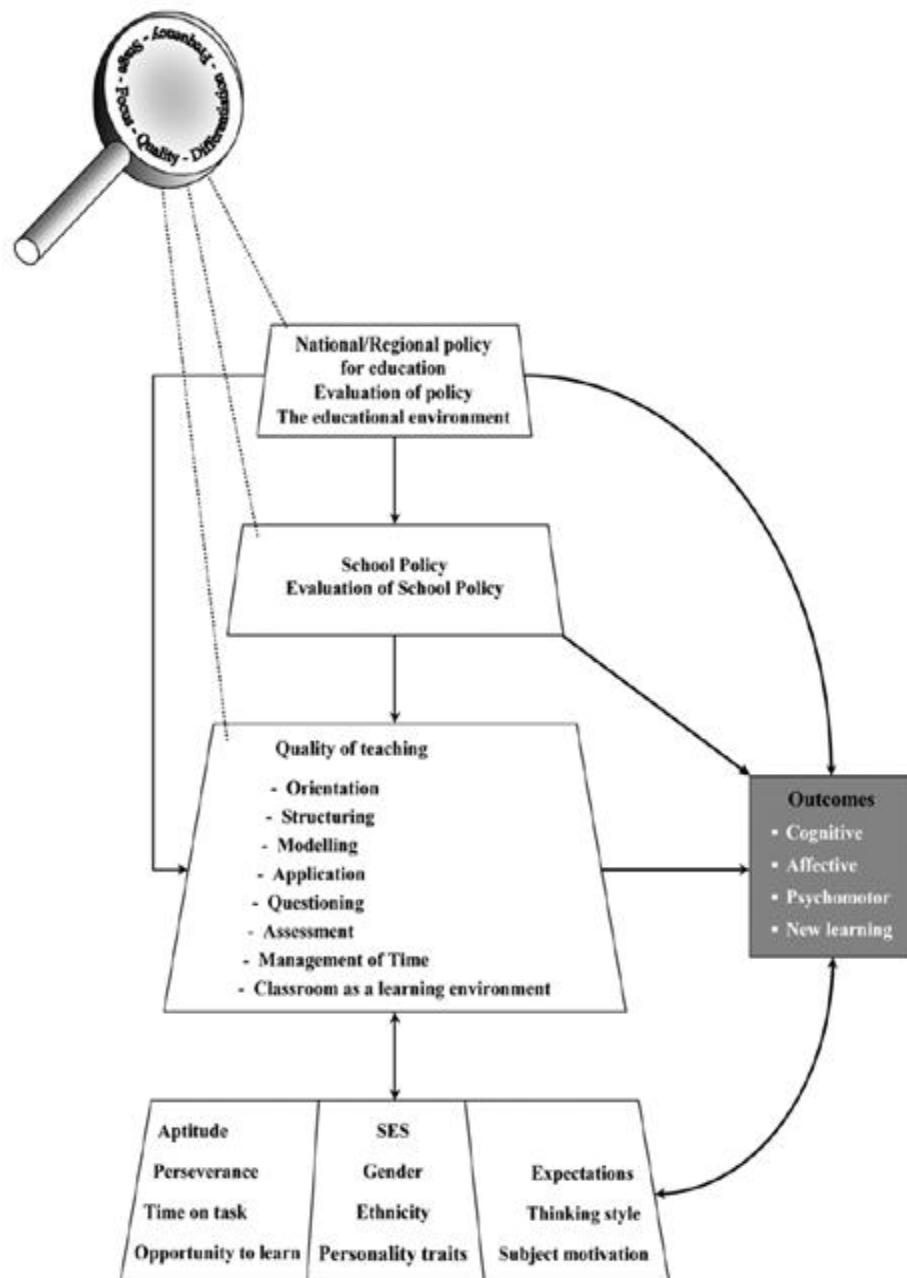 Frequency - Stage - Focus - Quality - Differentiation -
National/Regional policy
for education
Evaluation of policy
The educational environment
School Policy
Evaluation of School Policy
Quality of teaching
- Orientation
- Structuring
- Modelling
- Application
- Questioning
- Assessment
- Management of Time
- Classroom as a learning environment
Outcomes
▪ Cognitive
▪ Affective
▪ Psychomotor
▪ New learning
Aptitude
Perseverance
Time on task
Opportunity to learn
SES
Gender
Ethnicity
Personality traits
Expectations
Thinking style
Subject motivation